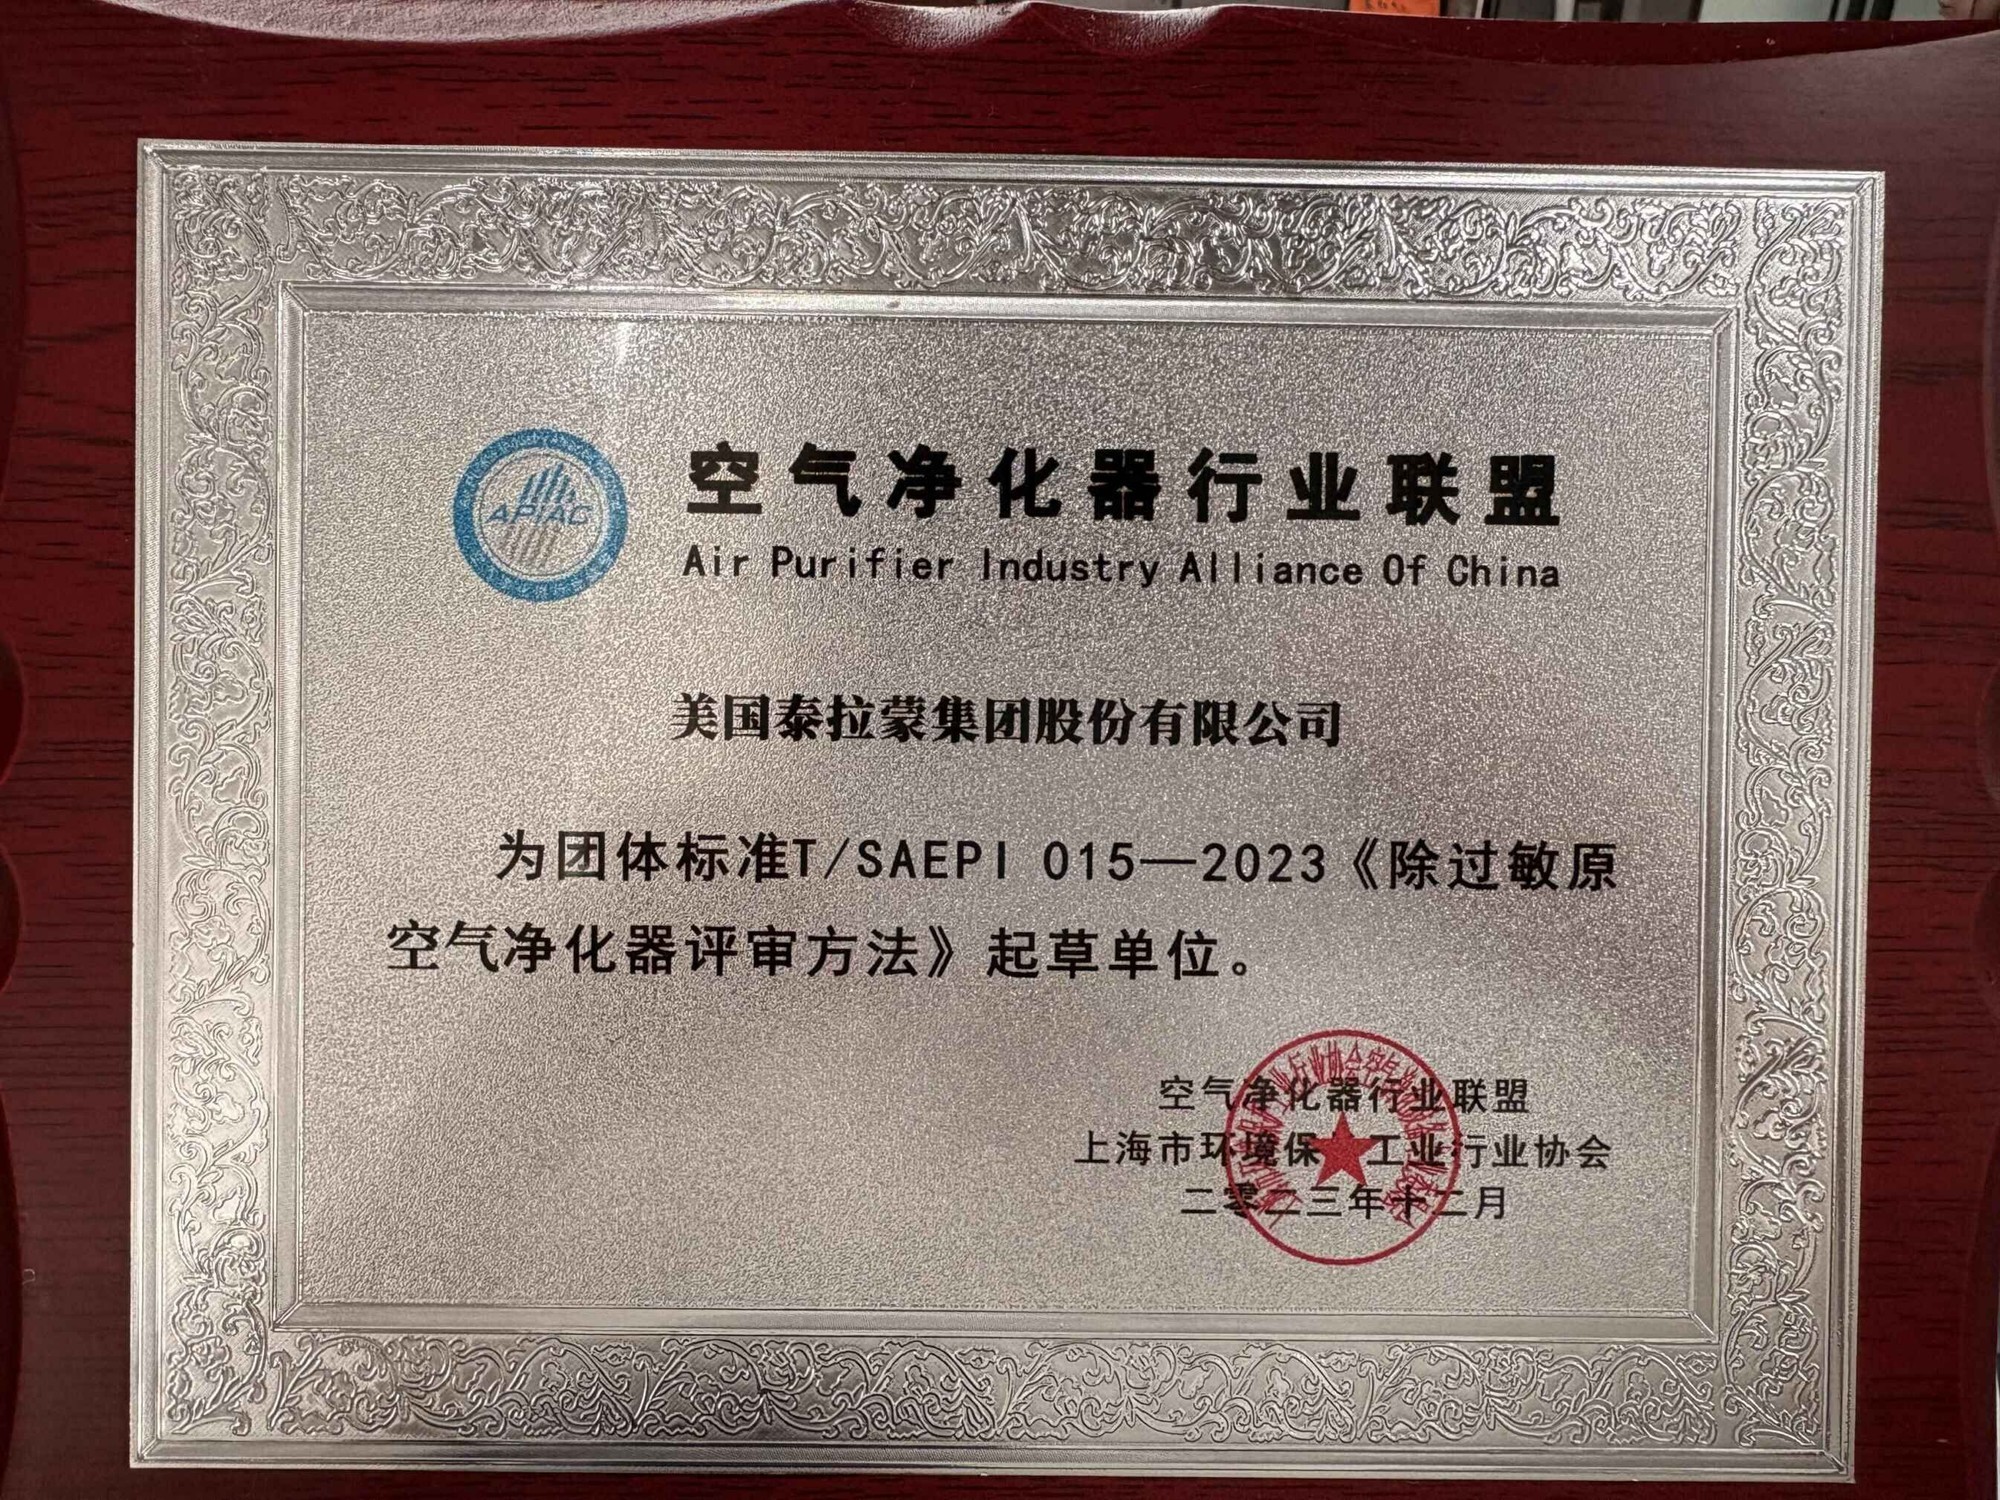 APIAC
空气净化器行业联盟
Air Purifier Industry Alliance Of China
美国泰拉蒙集团股份有限公司
为团体标准T/SAEPI 015—2023《除过敏原
空气净化器评审方法》起草单位。
空气净化器行业联盟
上海市环境保 工业行业协会
二零二三年十二月